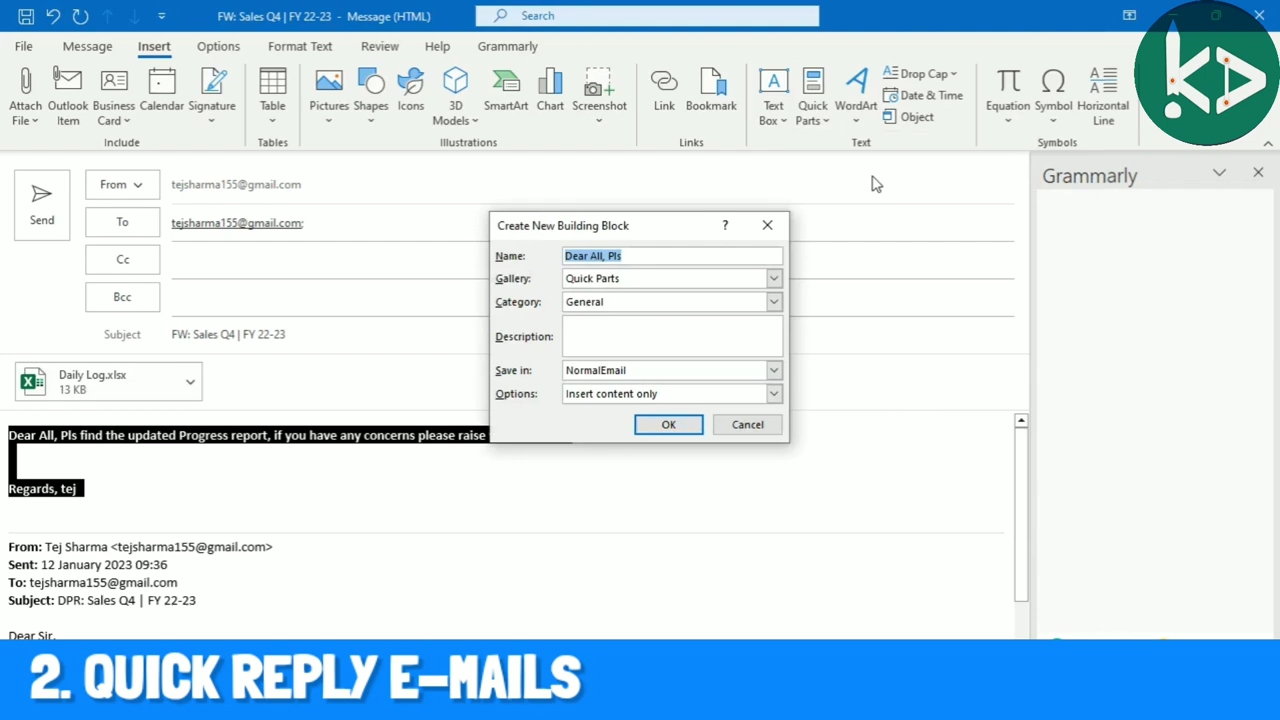 FW: Sales Q4 | FY 22-23 - Message (HTML)
Search
File Message Insert Options Format Text Review Help Grammarly
Attach File
Outlook Item
Business Card
Calendar
Signature
Table
Pictures
Shapes
Icons
3D Models
SmartArt
Chart
Screenshot
Link
Bookmark
Text Box
Quick Parts
WordArt
Drop Cap
Date & Time
Object
Equation
Symbol
Horizontal Line
Include
Tables
Illustrations
Links
Text
Symbols
KD
Send
From
tejsharma155@gmail.com
To
tejsharma155@gmail.com;
Cc
Bcc
Subject
FW: Sales Q4 | FY 22-23
Daily Log.xlsx
13 KB
Grammarly
Create New Building Block
?
Name: Dear All, Pls
Gallery: Quick Parts
Category: General
Description:
Save in: NormalEmail
Options: Insert content only
OK
Cancel
Dear All, Pls find the updated Progress report, if you have any concerns please raise
Regards, tej
From: Tej Sharma <tejsharma155@gmail.com>
Sent: 12 January 2023 09:36
To: tejsharma155@gmail.com
Subject: DPR: Sales Q4 | FY 22-23
Dear Sir,
2. QUICK REPLY E-MAILS